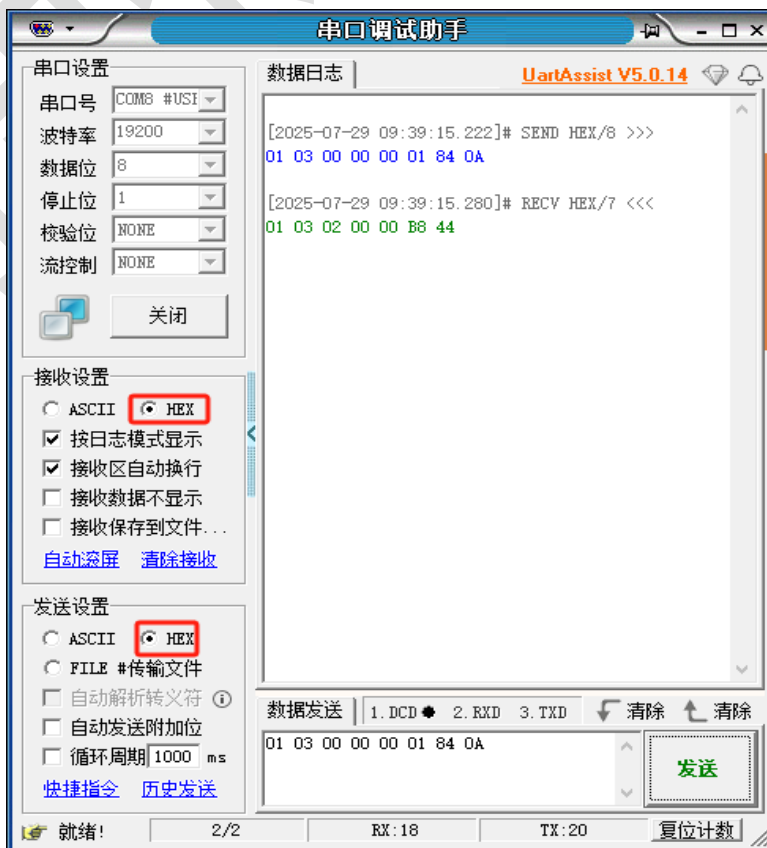 串口调试助手
串口设置
串口号 COM8 #USI
波特率 19200
数据位 8
停止位 1
校验位 NONE
流控制 NONE
关闭
接收设置
ASCII HEX
按日志模式显示
接收区自动换行
接收数据不显示
接收保存到文件...
自动滚屏 清除接收
发送设置
ASCII HEX
FILE #传输文件
自动解析转义符
自动发送附加位
循环周期 1000 ms
快捷指令 历史发送
数据日志 UartAssist V5.0.14
[2025-07-29 09:39:15.222]# SEND HEX/8 >>>
01 03 00 00 00 01 84 0A
[2025-07-29 09:39:15.280]# RECV HEX/7 <<<
01 03 02 00 00 B8 44
数据发送 1.DCD 2.RXD 3.TXD 清除 清除
01 03 00 00 00 01 84 0A
发送
就绪! 2/2 RX:18 TX:20 复位计数